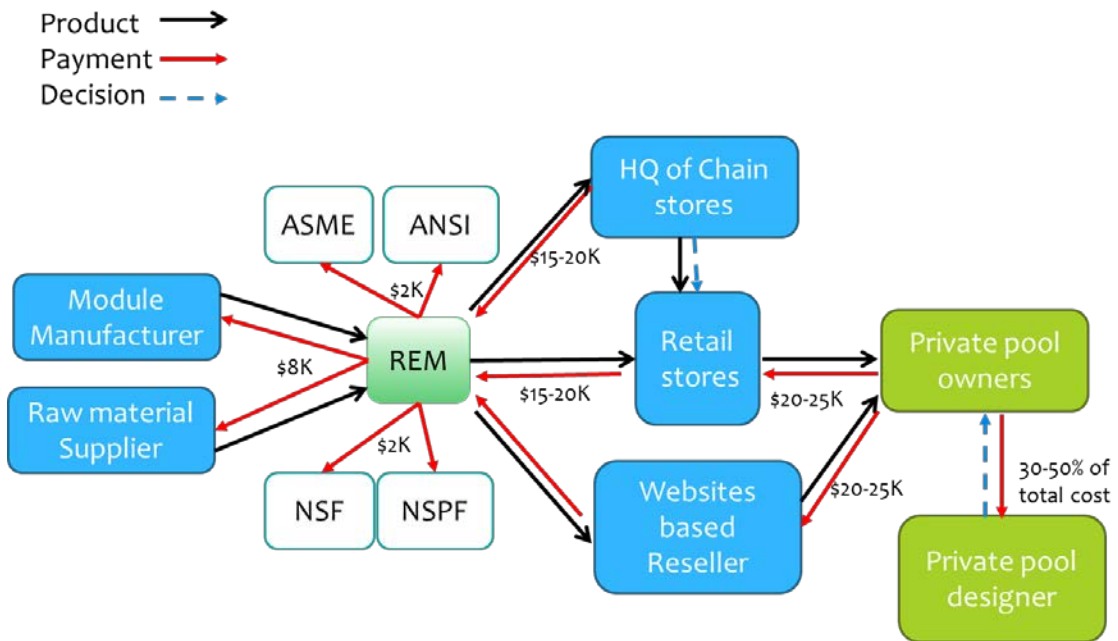 Product
Payment
Decision
HQ of Chain
stores
ASME
ANSI
$15-20K
$2K
Module
Manufacturer
REM
Retail
stores
Private pool
owners
$8K
$15-20K
$20-25K
Raw material
Supplier
$2K
NSF
NSPF
Websites
based
Reseller
$20-25K
30-50% of
total cost
Private pool
designer